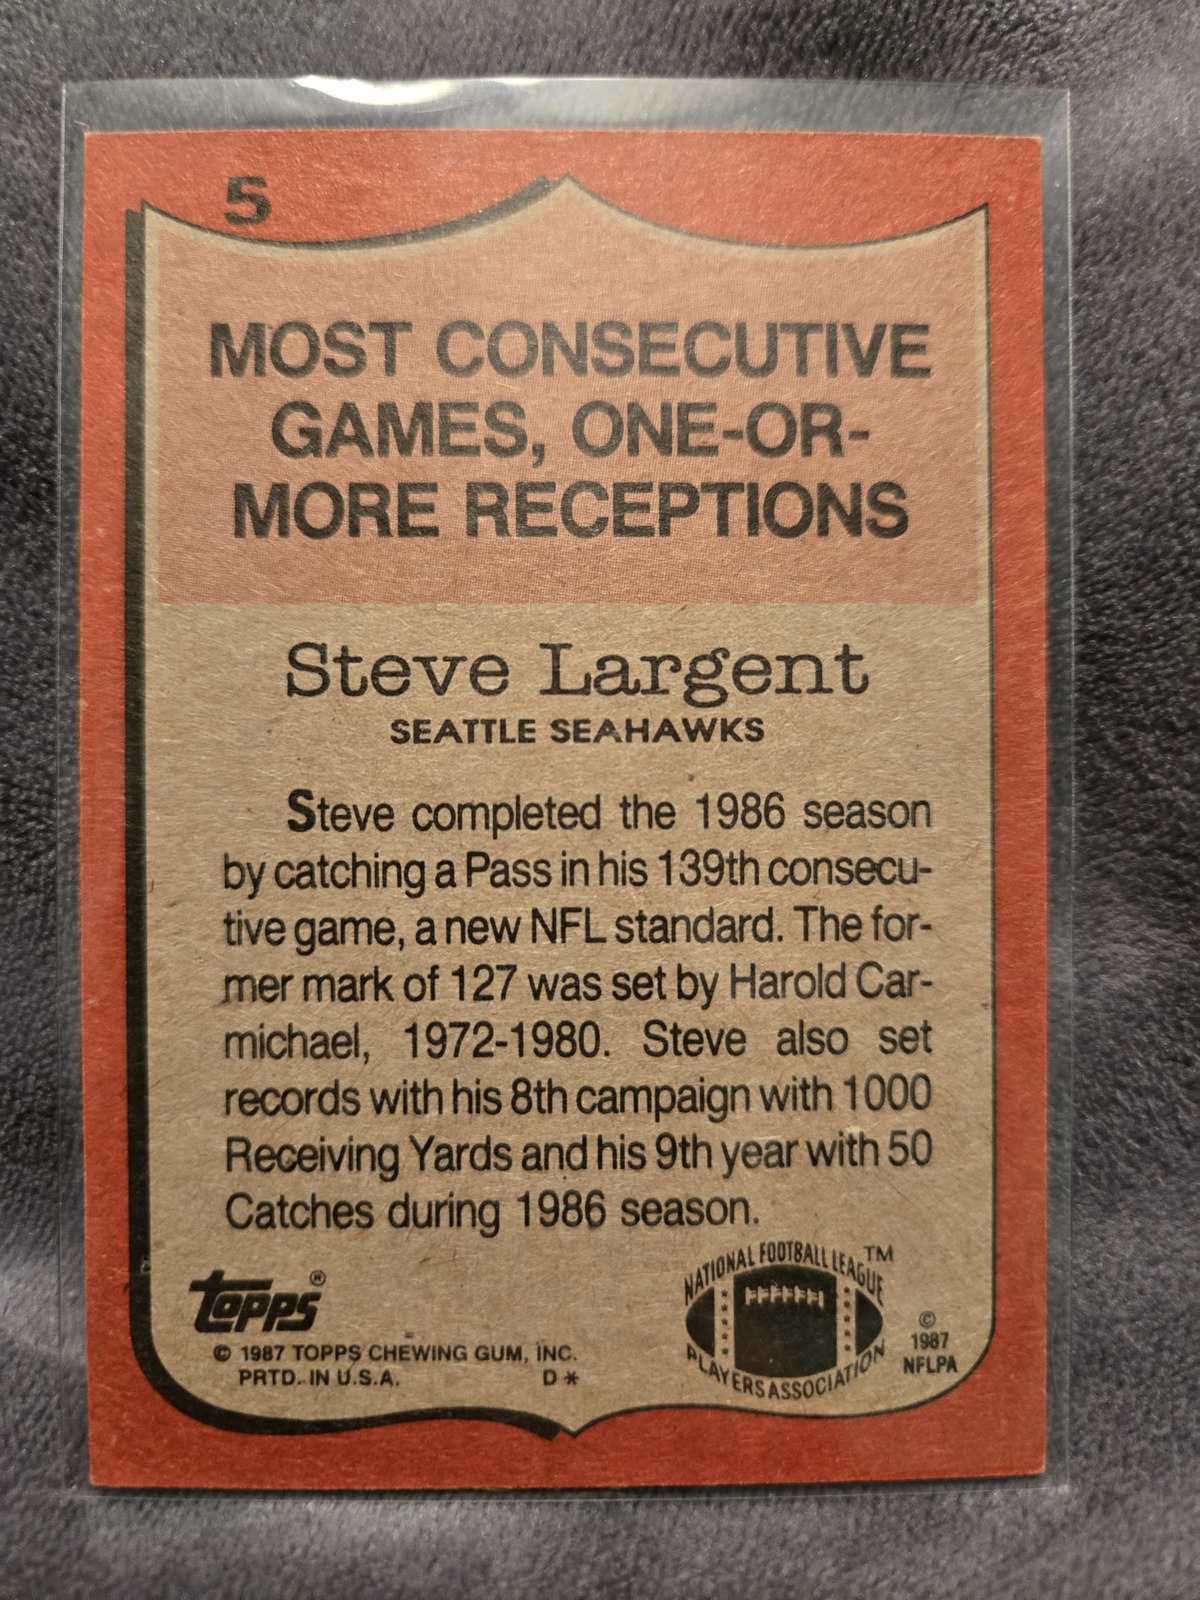 5
MOST CONSECUTIVE
GAMES, ONE-OR-
MORE RECEPTIONS
Steve Largent
SEATTLE SEAHAWKS
Steve completed the 1986 season
by catching a Pass in his 139th consecu-
tive game, a new NFL standard. The for-
mer mark of 127 was set by Harold Car-
michael, 1972-1980. Steve also set
records with his 8th campaign with 1000
Receiving Yards and his 9th year with 50
Catches during 1986 season.
topps®
© 1987 TOPPS CHEWING GUM, INC.
PRTD. IN U.S.A. D*
NATIONAL FOOTBALL LEAGUE™
PLAYERS ASSOCIATION
©
1987
NFLPA